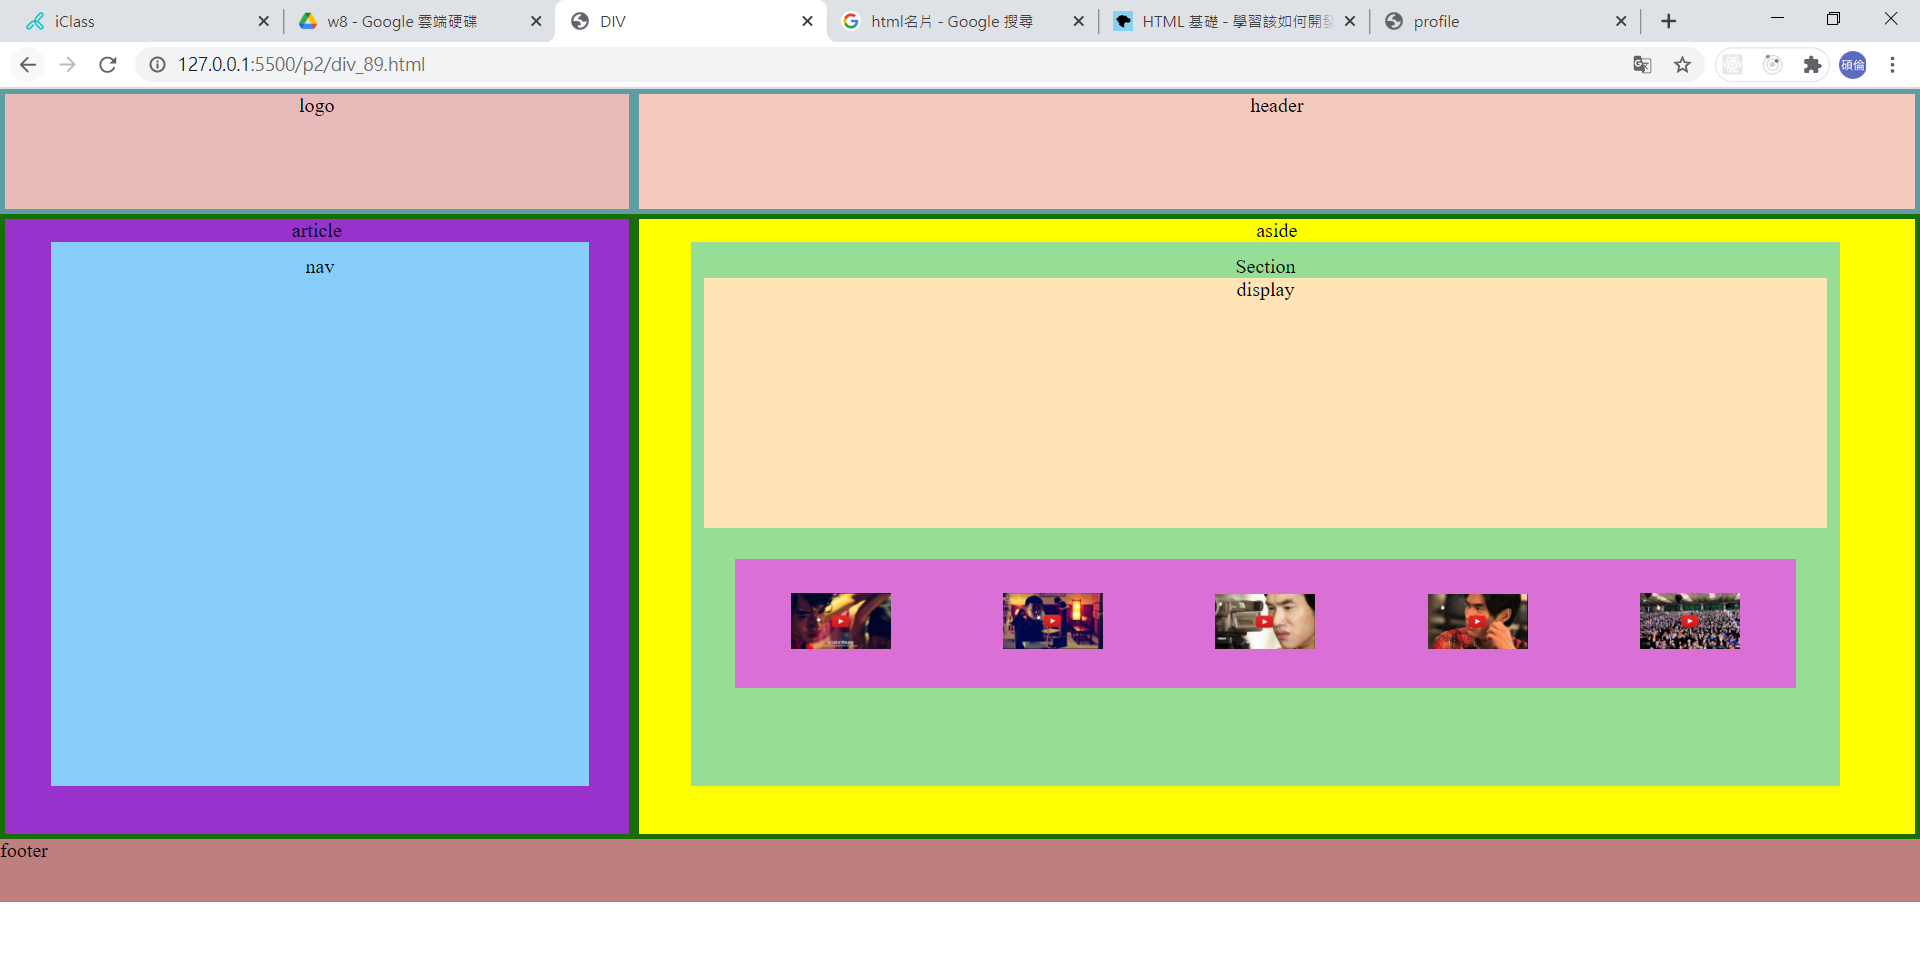 iClass
w8 - Google 雲端硬碟
DIV
html名片 - Google 搜尋
HTML 基礎 - 學習該如何開發
profile
127.0.0.1:5500/p2/div_89.html
碩倫
logo
header
article
aside
nav
Section
display
footer